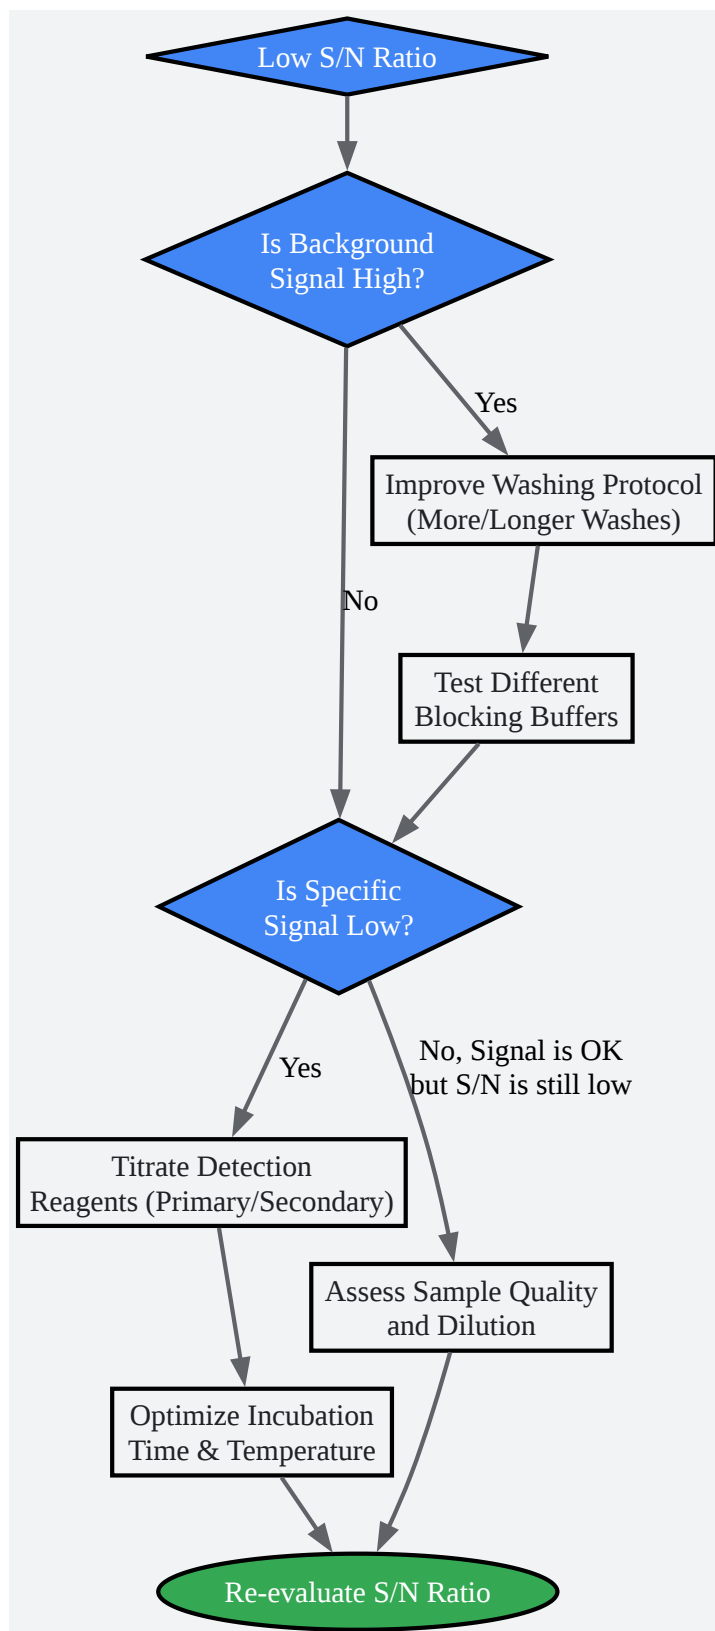 Low S/N Ratio
Is Background
Signal High?
Yes
Improve Washing Protocol
(More/Longer Washes)
No
Test Different
Blocking Buffers
Is Specific
Signal Low?
No, Signal is OK
but S/N is still low
Yes
Titrate Detection
Reagents (Primary/Secondary)
Assess Sample Quality
and Dilution
Optimize Incubation
Time & Temperature
Re-evaluate S/N Ratio